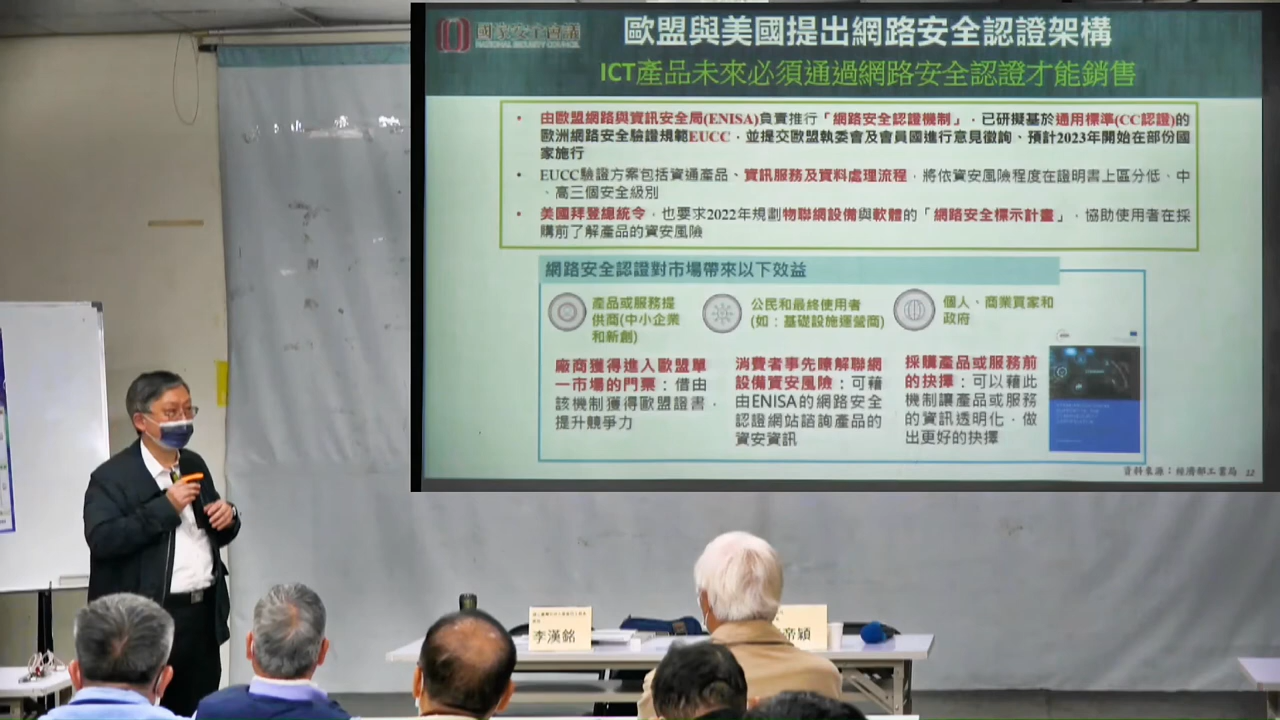 國家安全會議
NATIONAL SECURITY COUNCIL
歐盟與美國提出網路安全認證架構
ICT產品未來必須通過網路安全認證才能銷售
• 由歐盟網路與資訊安全局(ENISA)負責推行「網路安全認證機制」，已研擬基於通用標準(CC認證)的
歐洲網路安全驗證規範EUCC，並提交歐盟執委會及會員國進行意見徵詢、預計2023年開始在部份國
家施行
• EUCC驗證方案包括資通產品、資訊服務及資料處理流程，將依資安風險程度在證明書上區分低、中
、高三個安全級別
• 美國拜登總統令，也要求2022年規劃物聯網設備與軟體的「網路安全標示計畫」，協助使用者在採
購前了解產品的資安風險
網路安全認證對市場帶來以下效益
產品或服務提
供商(中小企業
和新創)
廠商獲得進入歐盟單
一市場的門票：借由
該機制獲得歐盟證書，
提升競爭力
公民和最終使用者
(如：基礎設施運營商)
消費者事先瞭解聯網
設備資安風險：可藉
由ENISA的網路安全
認證網站諮詢產品的
資安資訊
個人、商業買家和
政府
採購產品或服務前
的抉擇：可以藉此
機制讓產品或服務
的資訊透明化，做
出更好的抉擇
資料來源：經濟部工業局 22
李漢銘
帝穎